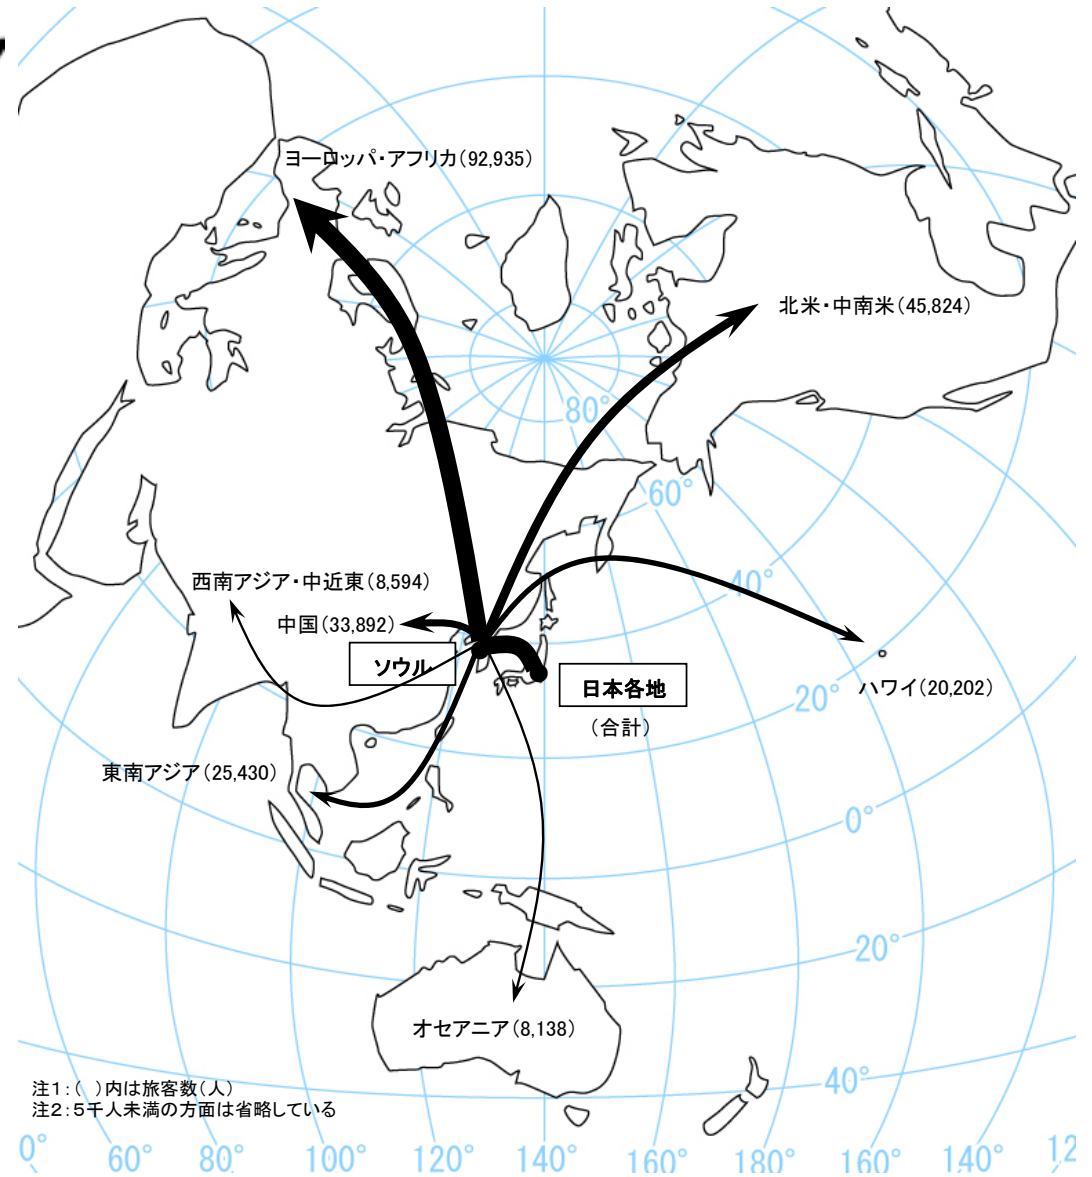 ヨーロッパ・アフリカ(92,935)
北米・中南米(45,824)
80°
60°
西南アジア・中近東(8,594)
40°
中国(33,892)
ソウル
日本各地
(合計)
20°
ハワイ(20,202)
東南アジア(25,430)
0°
20°
オセアニア(8,138)
40°
注1:( )内は旅客数(人)
注2:5千人未満の方面は省略している
0° 60° 80° 100° 120° 140° 160° 180° 160° 140° 12